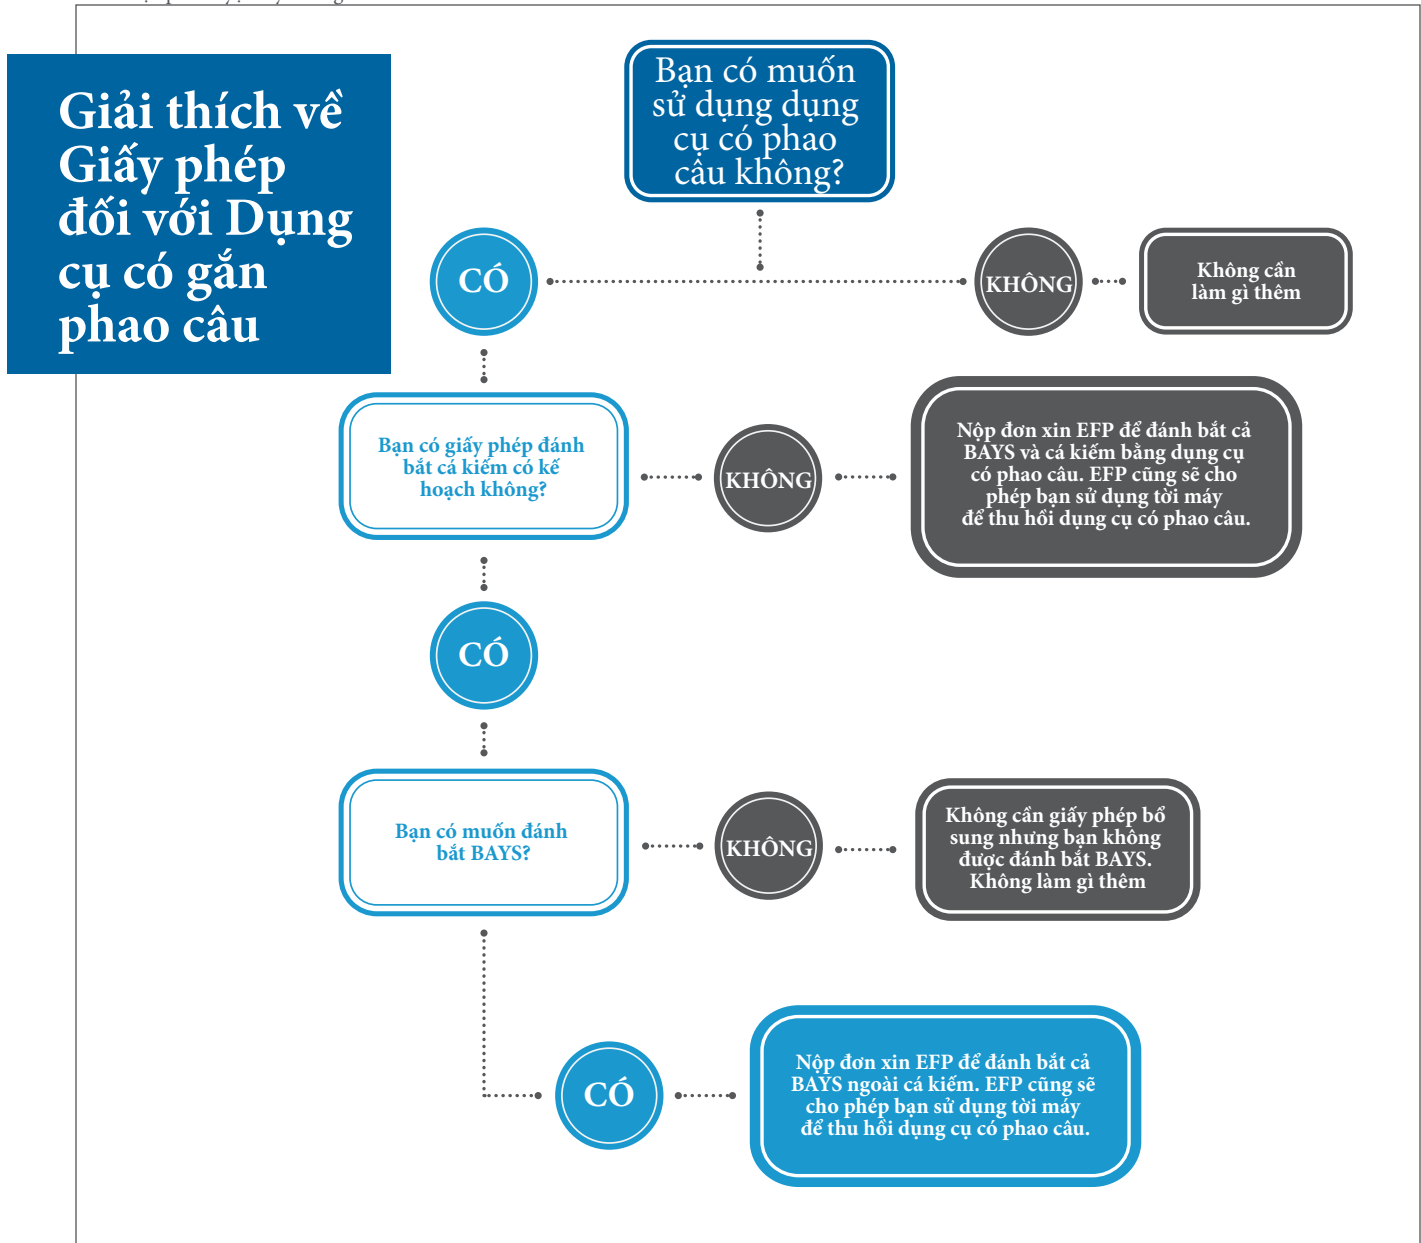 Giải thích về
Giấy phép
đối với Dụng
cụ có gắn
phao câu
Bạn có muốn
sử dụng dụng
cụ có phao
câu không?
CÓ
KHÔNG
Không cần
làm gì thêm
Bạn có giấy phép đánh
bắt cá kiếm có kế
hoạch không?
KHÔNG
Nộp đơn xin EFP để đánh bắt cả
BAYS và cá kiếm bằng dụng cụ
có phao câu. EFP cũng sẽ cho
phép bạn sử dụng tời máy
để thu hồi dụng cụ có phao câu.
CÓ
Bạn có muốn đánh
bắt BAYS?
KHÔNG
Không cần giấy phép bổ
sung nhưng bạn không
được đánh bắt BAYS.
Không làm gì thêm
CÓ
Nộp đơn xin EFP để đánh bắt cả
BAYS ngoài cá kiếm. EFP cũng sẽ
cho phép bạn sử dụng tời máy
để thu hồi dụng cụ có phao câu.